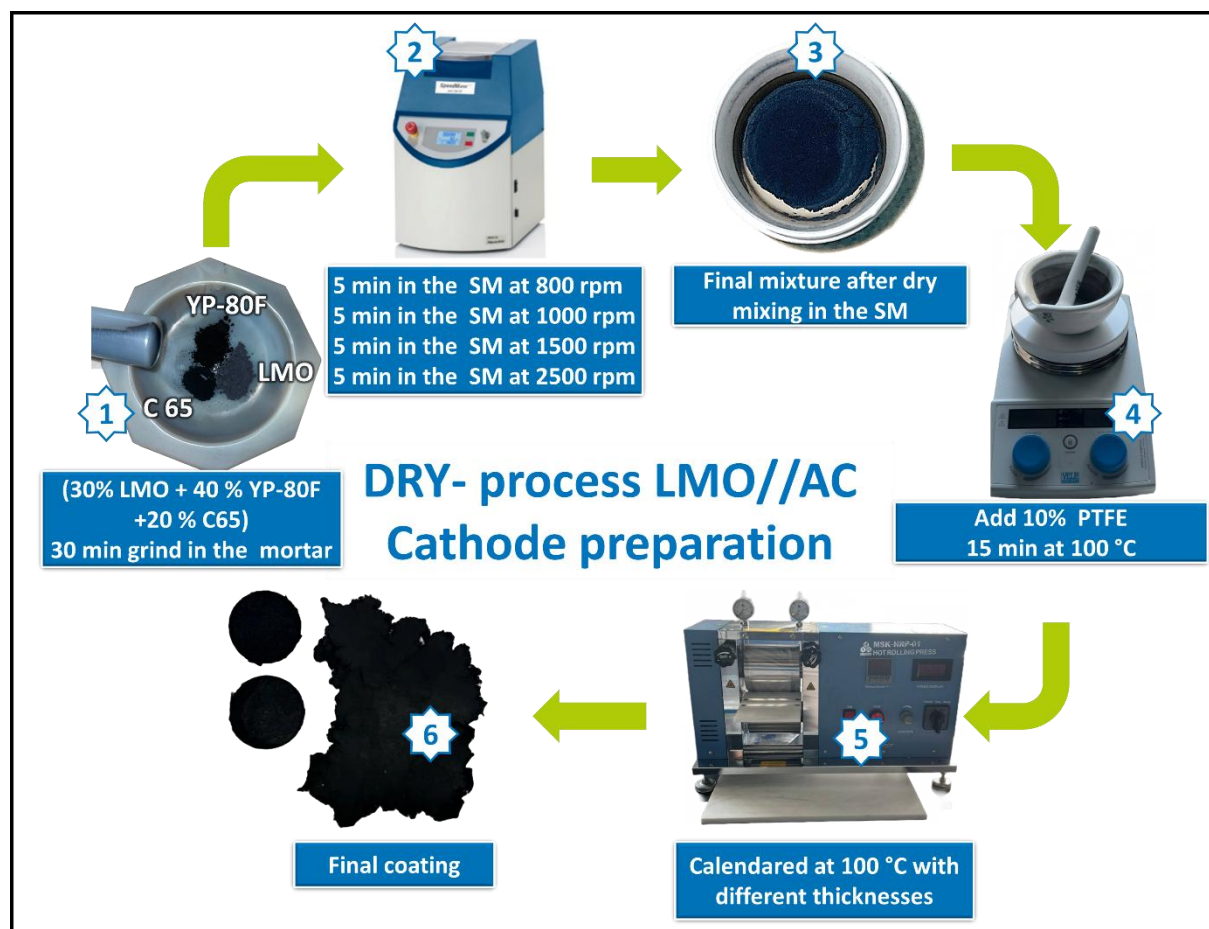 1
YP-80F
LMO
C 65
(30% LMO + 40 % YP-80F
+20 % C65)
30 min grind in the mortar
2
SpeedMixer
5 min in the SM at 800 rpm
5 min in the SM at 1000 rpm
5 min in the SM at 1500 rpm
5 min in the SM at 2500 rpm
3
Final mixture after dry
mixing in the SM
4
Add 10% PTFE
15 min at 100 °C
DRY- process LMO//AC
Cathode preparation
MSK-HRP-01
HOT ROLLING PRESS
5
Calendared at 100 °C with
different thicknesses
6
Final coating